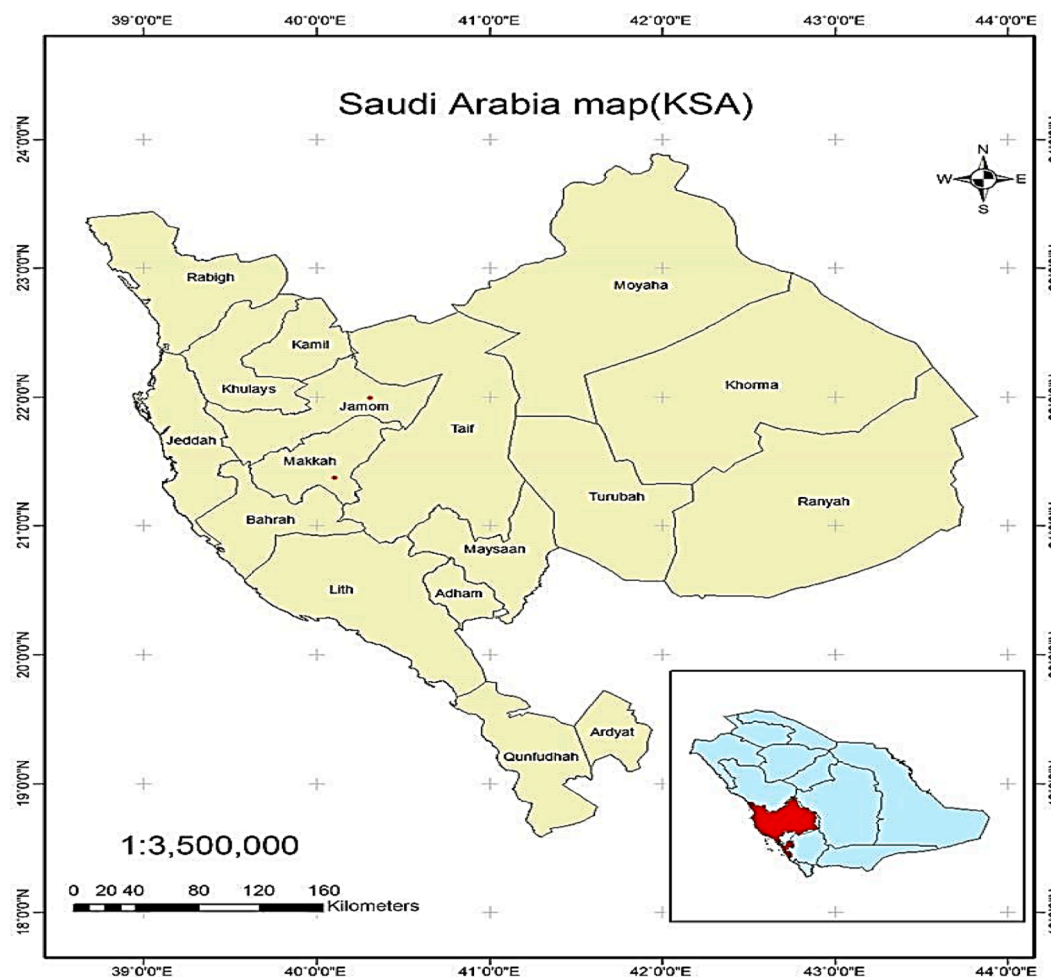 39°0'0"E 40°0'0"E 41°0'0"E 42°0'0"E 43°0'0"E 44°0'0"E
Saudi Arabia map(KSA)
24°0'0"N
N
W E
S
23°0'0"N
Rabigh
Moyaha
Kamil
Khulays
Khorma
22°0'0"N
Jamom
Taif
Jeddah
Makkah
Turubah
Ranyah
Bahrah
21°0'0"N
Maysaan
Lith
Adham
20°0'0"N
Ardyat
Qunfudhah
19°0'0"N
1:3,500,000
0 20 40 80 120 160
Kilometers
18°0'0"N
39°0'0"E 40°0'0"E 41°0'0"E 42°0'0"E 43°0'0"E 44°0'0"E